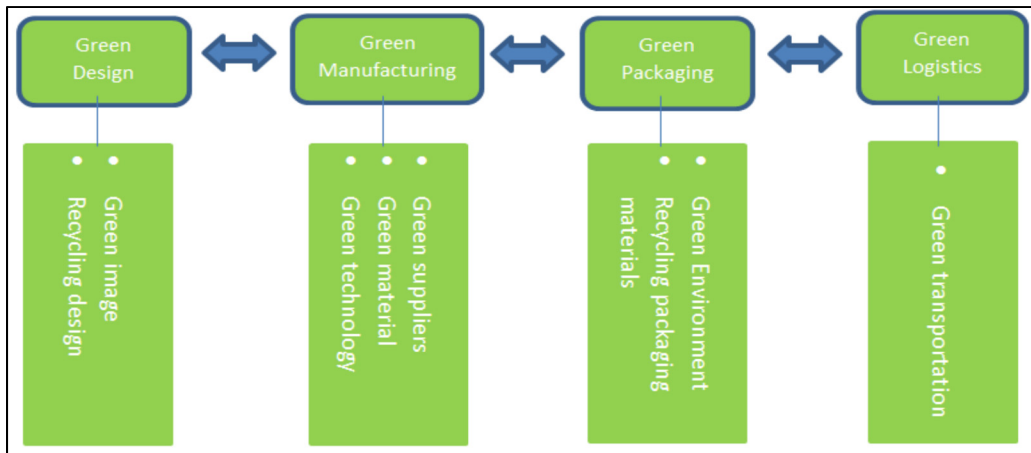 Green
Design
Green
Manufacturing
Green
Packaging
Green
Logistics
• Green image
• Recycling design
• Green suppliers
• Green material
• Green technology
• Green Environment
• Recycling packaging
materials
• Green transportation